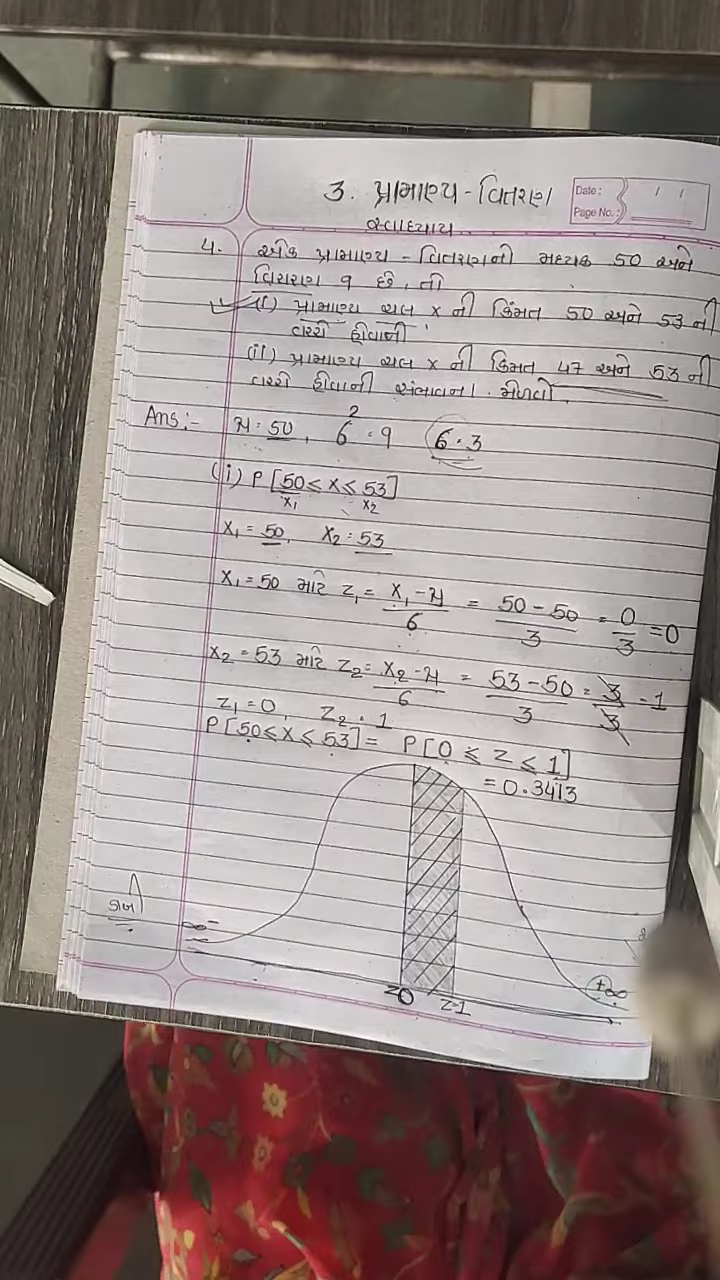 3. પ્રામાણ્ય - વિતરણ
Date : / /
Page No. :
સ્વાધ્યાય
4. એક પ્રામાણ્ય - વિતરણનો મધ્યક 50 અને
વિચરણ 9 છે, તો
(i) પ્રામાણ્ય ચલ x ની કિંમત 50 અને 53 ની
વચ્ચે હોવાની
(ii) પ્રામાણ્ય ચલ x ની કિંમત 47 અને 53 ની
વચ્ચે હોવાની સંભાવના મેળવો.
Ans :- μ = 50, σ² = 9 σ = 3
(i) P [50 ≤ x ≤ 53]
x₁ x₂
x₁ = 50, x₂ = 53
x₁ = 50 માટે z₁ = x₁ - μ / σ = 50 - 50 / 3 = 0 / 3 = 0
x₂ = 53 માટે z₂ = x₂ - μ / σ = 53 - 50 / 3 = 3 / 3 = 1
z₁ = 0, z₂ = 1
P [50 ≤ x ≤ 53] = P [0 ≤ z ≤ 1]
= 0.3413
-∞
+∞
z0 z=1